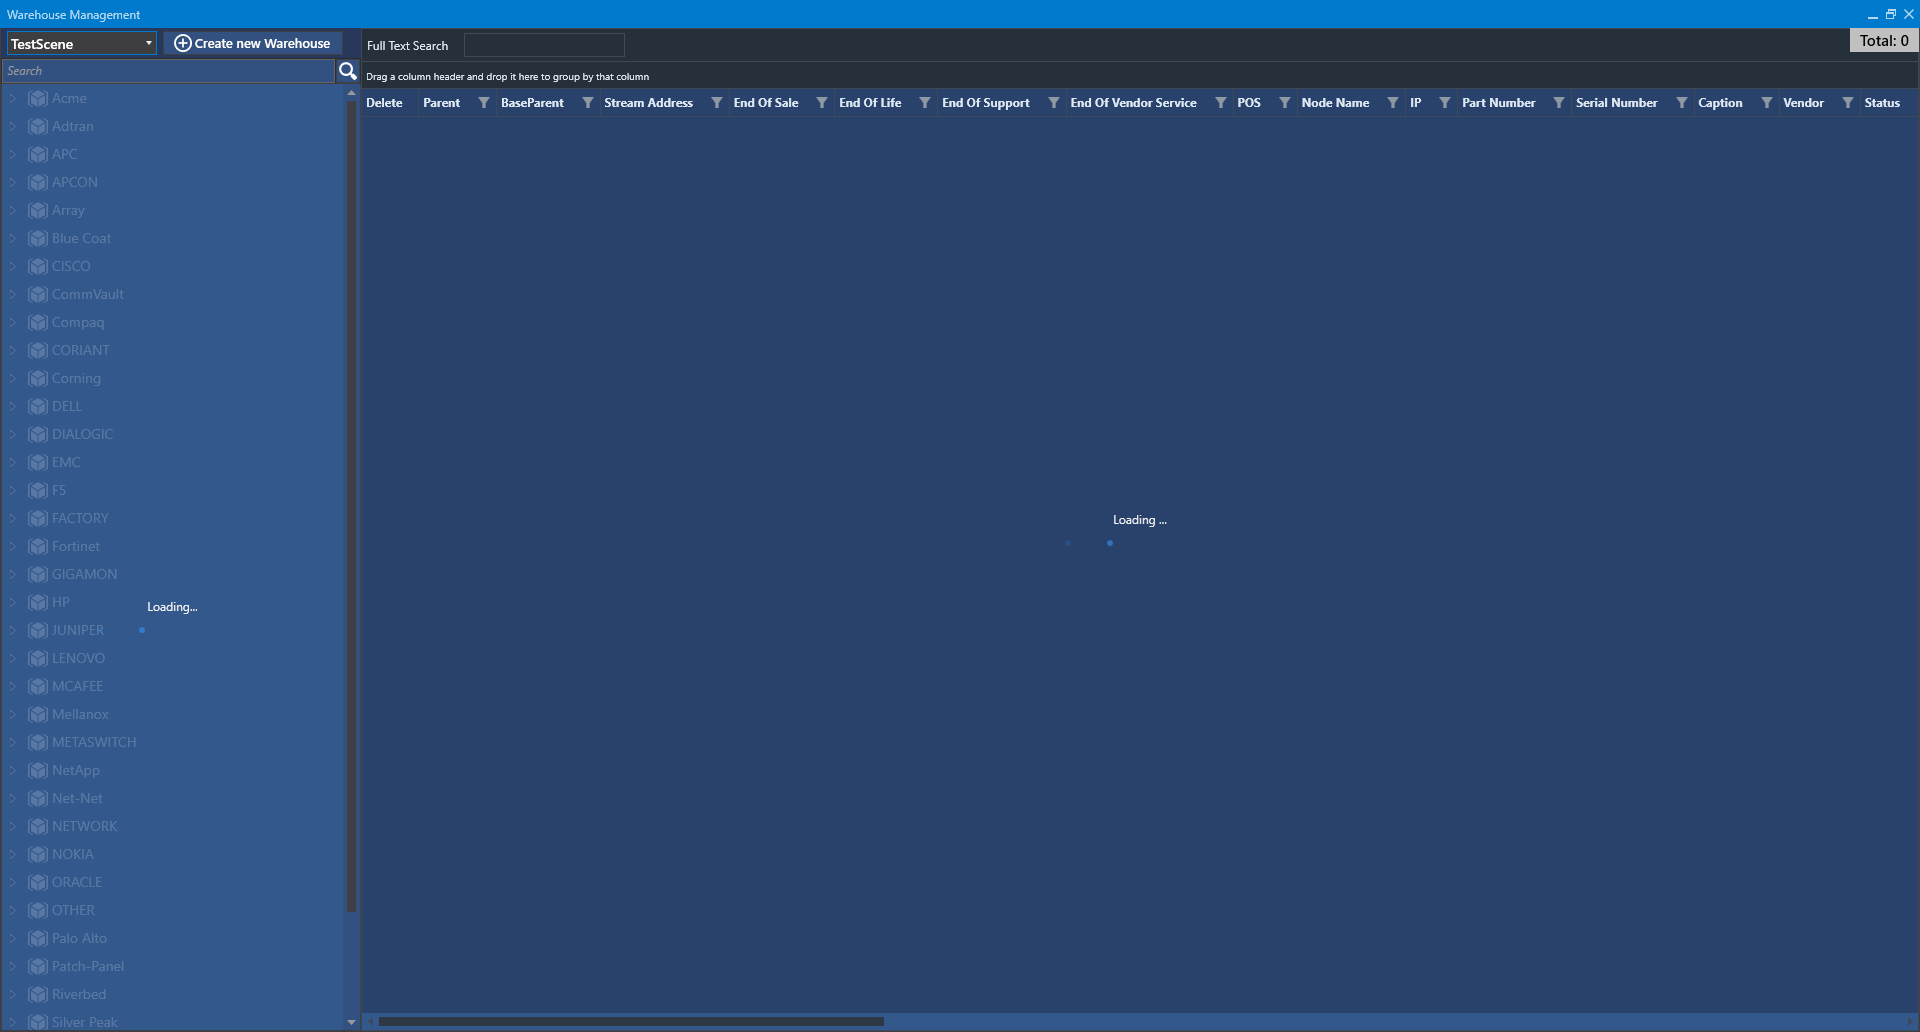 Warehouse Management
TestScene
Create new Warehouse
Full Text Search
Total: 0
Search
Drag a column header and drop it here to group by that column
Delete Parent BaseParent Stream Address End Of Sale End Of Life End Of Support End Of Vendor Service POS Node Name IP Part Number Serial Number Caption Vendor Status
Acme
Adtran
APC
APCON
Array
Blue Coat
CISCO
CommVault
Compaq
CORIANT
Corning
DELL
DIALOGIC
EMC
F5
FACTORY
Fortinet
GIGAMON
HP
JUNIPER
LENOVO
MCAFEE
Mellanox
METASWITCH
NetApp
Net-Net
NETWORK
NOKIA
ORACLE
OTHER
Palo Alto
Patch-Panel
Riverbed
Silver Peak
Loading...
Loading ...